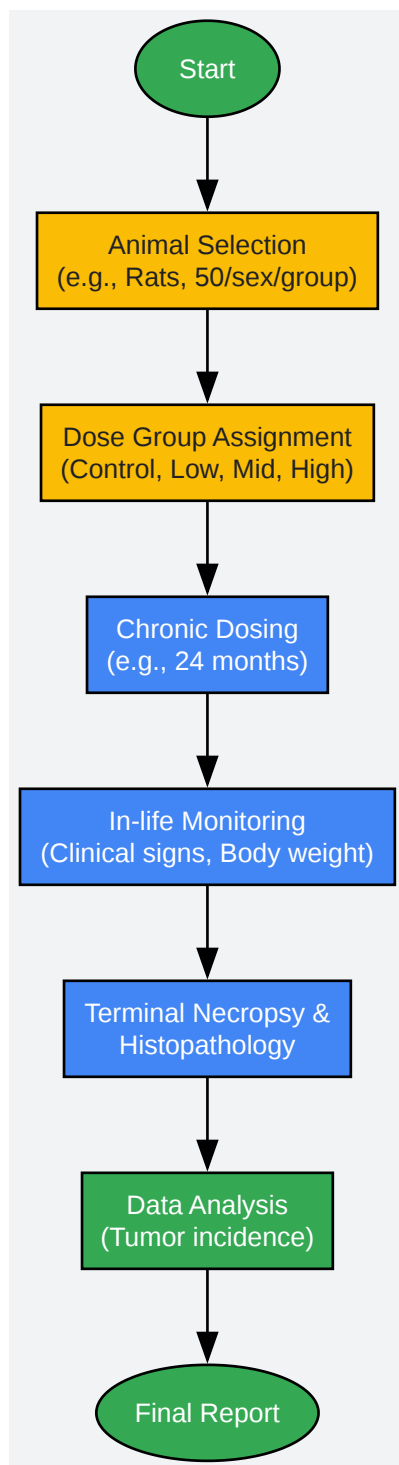 Start
Animal Selection
(e.g., Rats, 50/sex/group)
Dose Group Assignment
(Control, Low, Mid, High)
Chronic Dosing
(e.g., 24 months)
In-life Monitoring
(Clinical signs, Body weight)
Terminal Necropsy &
Histopathology
Data Analysis
(Tumor incidence)
Final Report